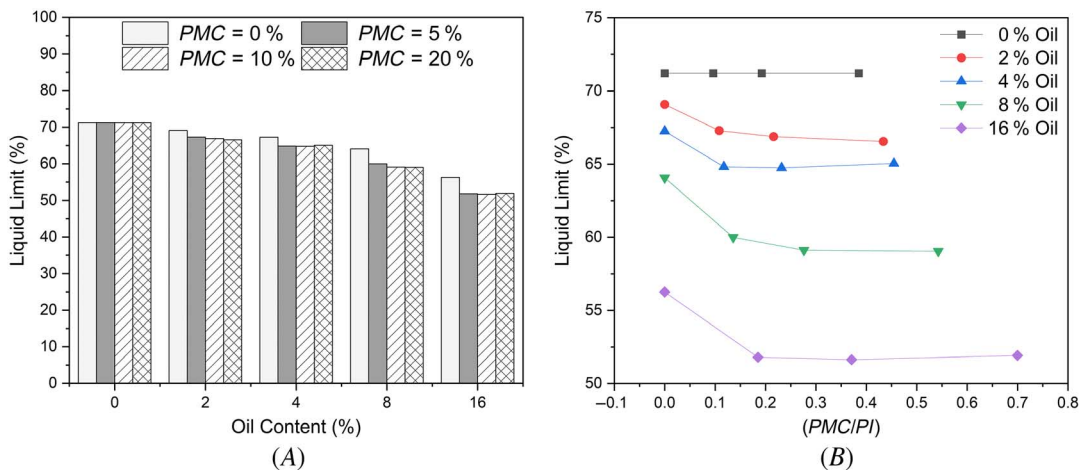 100
90
80
70
60
50
40
30
20
10
0
Liquid Limit (%)
PMC = 0 % PMC = 5 %
PMC = 10 % PMC = 20 %
0 2 4 8 16
Oil Content (%)
(A)
75
70
65
60
55
50
Liquid Limit (%)
0 % Oil
2 % Oil
4 % Oil
8 % Oil
16 % Oil
–0.1 0.0 0.1 0.2 0.3 0.4 0.5 0.6 0.7 0.8
(PMC/PI)
(B)